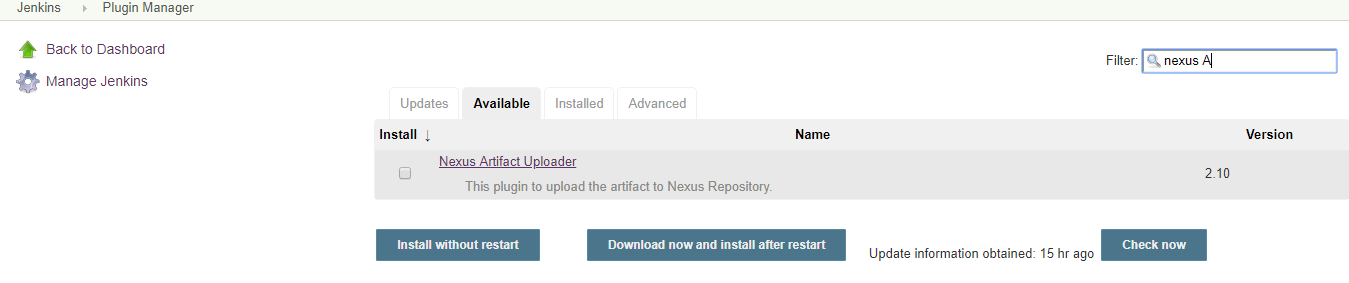 Jenkins Plugin Manager
Back to Dashboard
Manage Jenkins
Filter: nexus A
Updates Available Installed Advanced
Install ↓ Name Version
Nexus Artifact Uploader
This plugin to upload the artifact to Nexus Repository.
2.10
Install without restart Download now and install after restart Update information obtained: 15 hr ago Check now